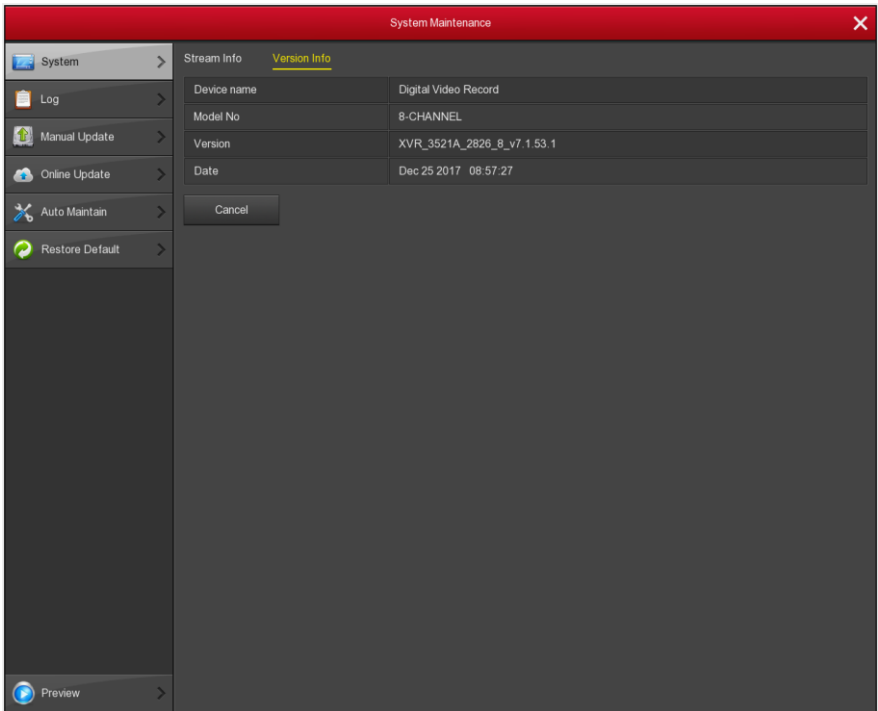 System Maintenance
System
Log
Manual Update
Online Update
Auto Maintain
Restore Default
Preview
Stream Info Version Info
Device name Digital Video Record
Model No 8-CHANNEL
Version XVR_3521A_2826_8_v7.1.53.1
Date Dec 25 2017 08:57:27
Cancel